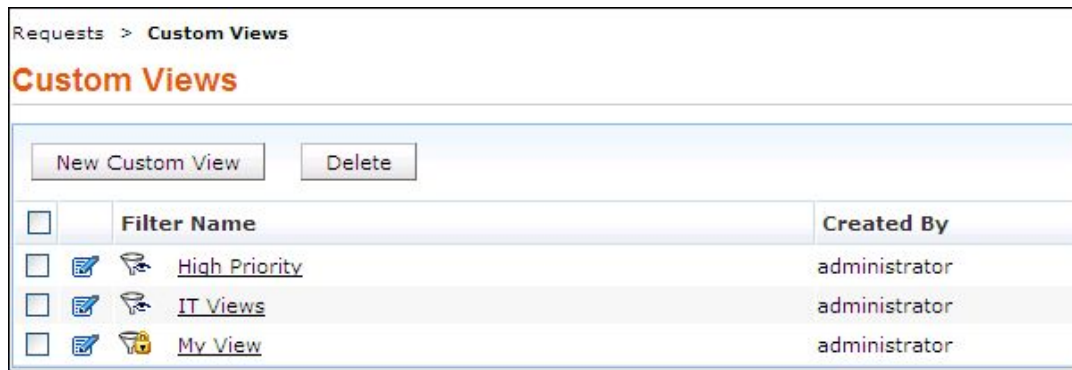 Requests > Custom Views
Custom Views
New Custom View Delete
Filter Name Created By
High Priority administrator
IT Views administrator
My View administrator